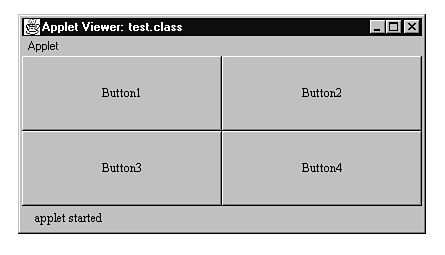 Applet Viewer: test.class
Applet
Button1 Button2
Button3 Button4
applet started